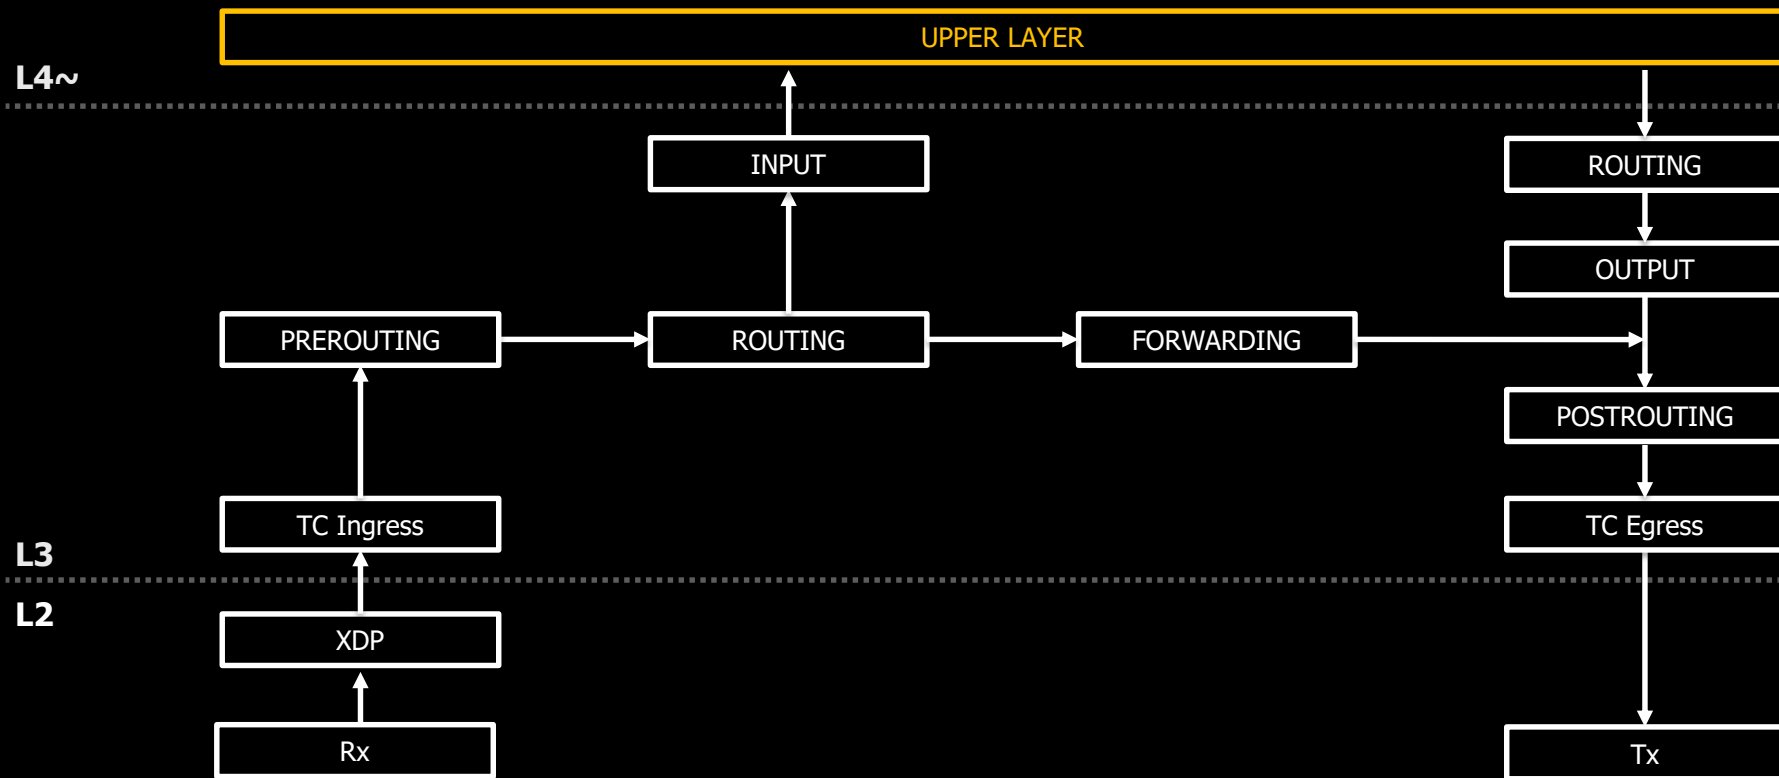 UPPER LAYER
L4~
INPUT
ROUTING
OUTPUT
PREROUTING
ROUTING
FORWARDING
POSTROUTING
TC Ingress
TC Egress
L3
L2
XDP
Rx
Tx